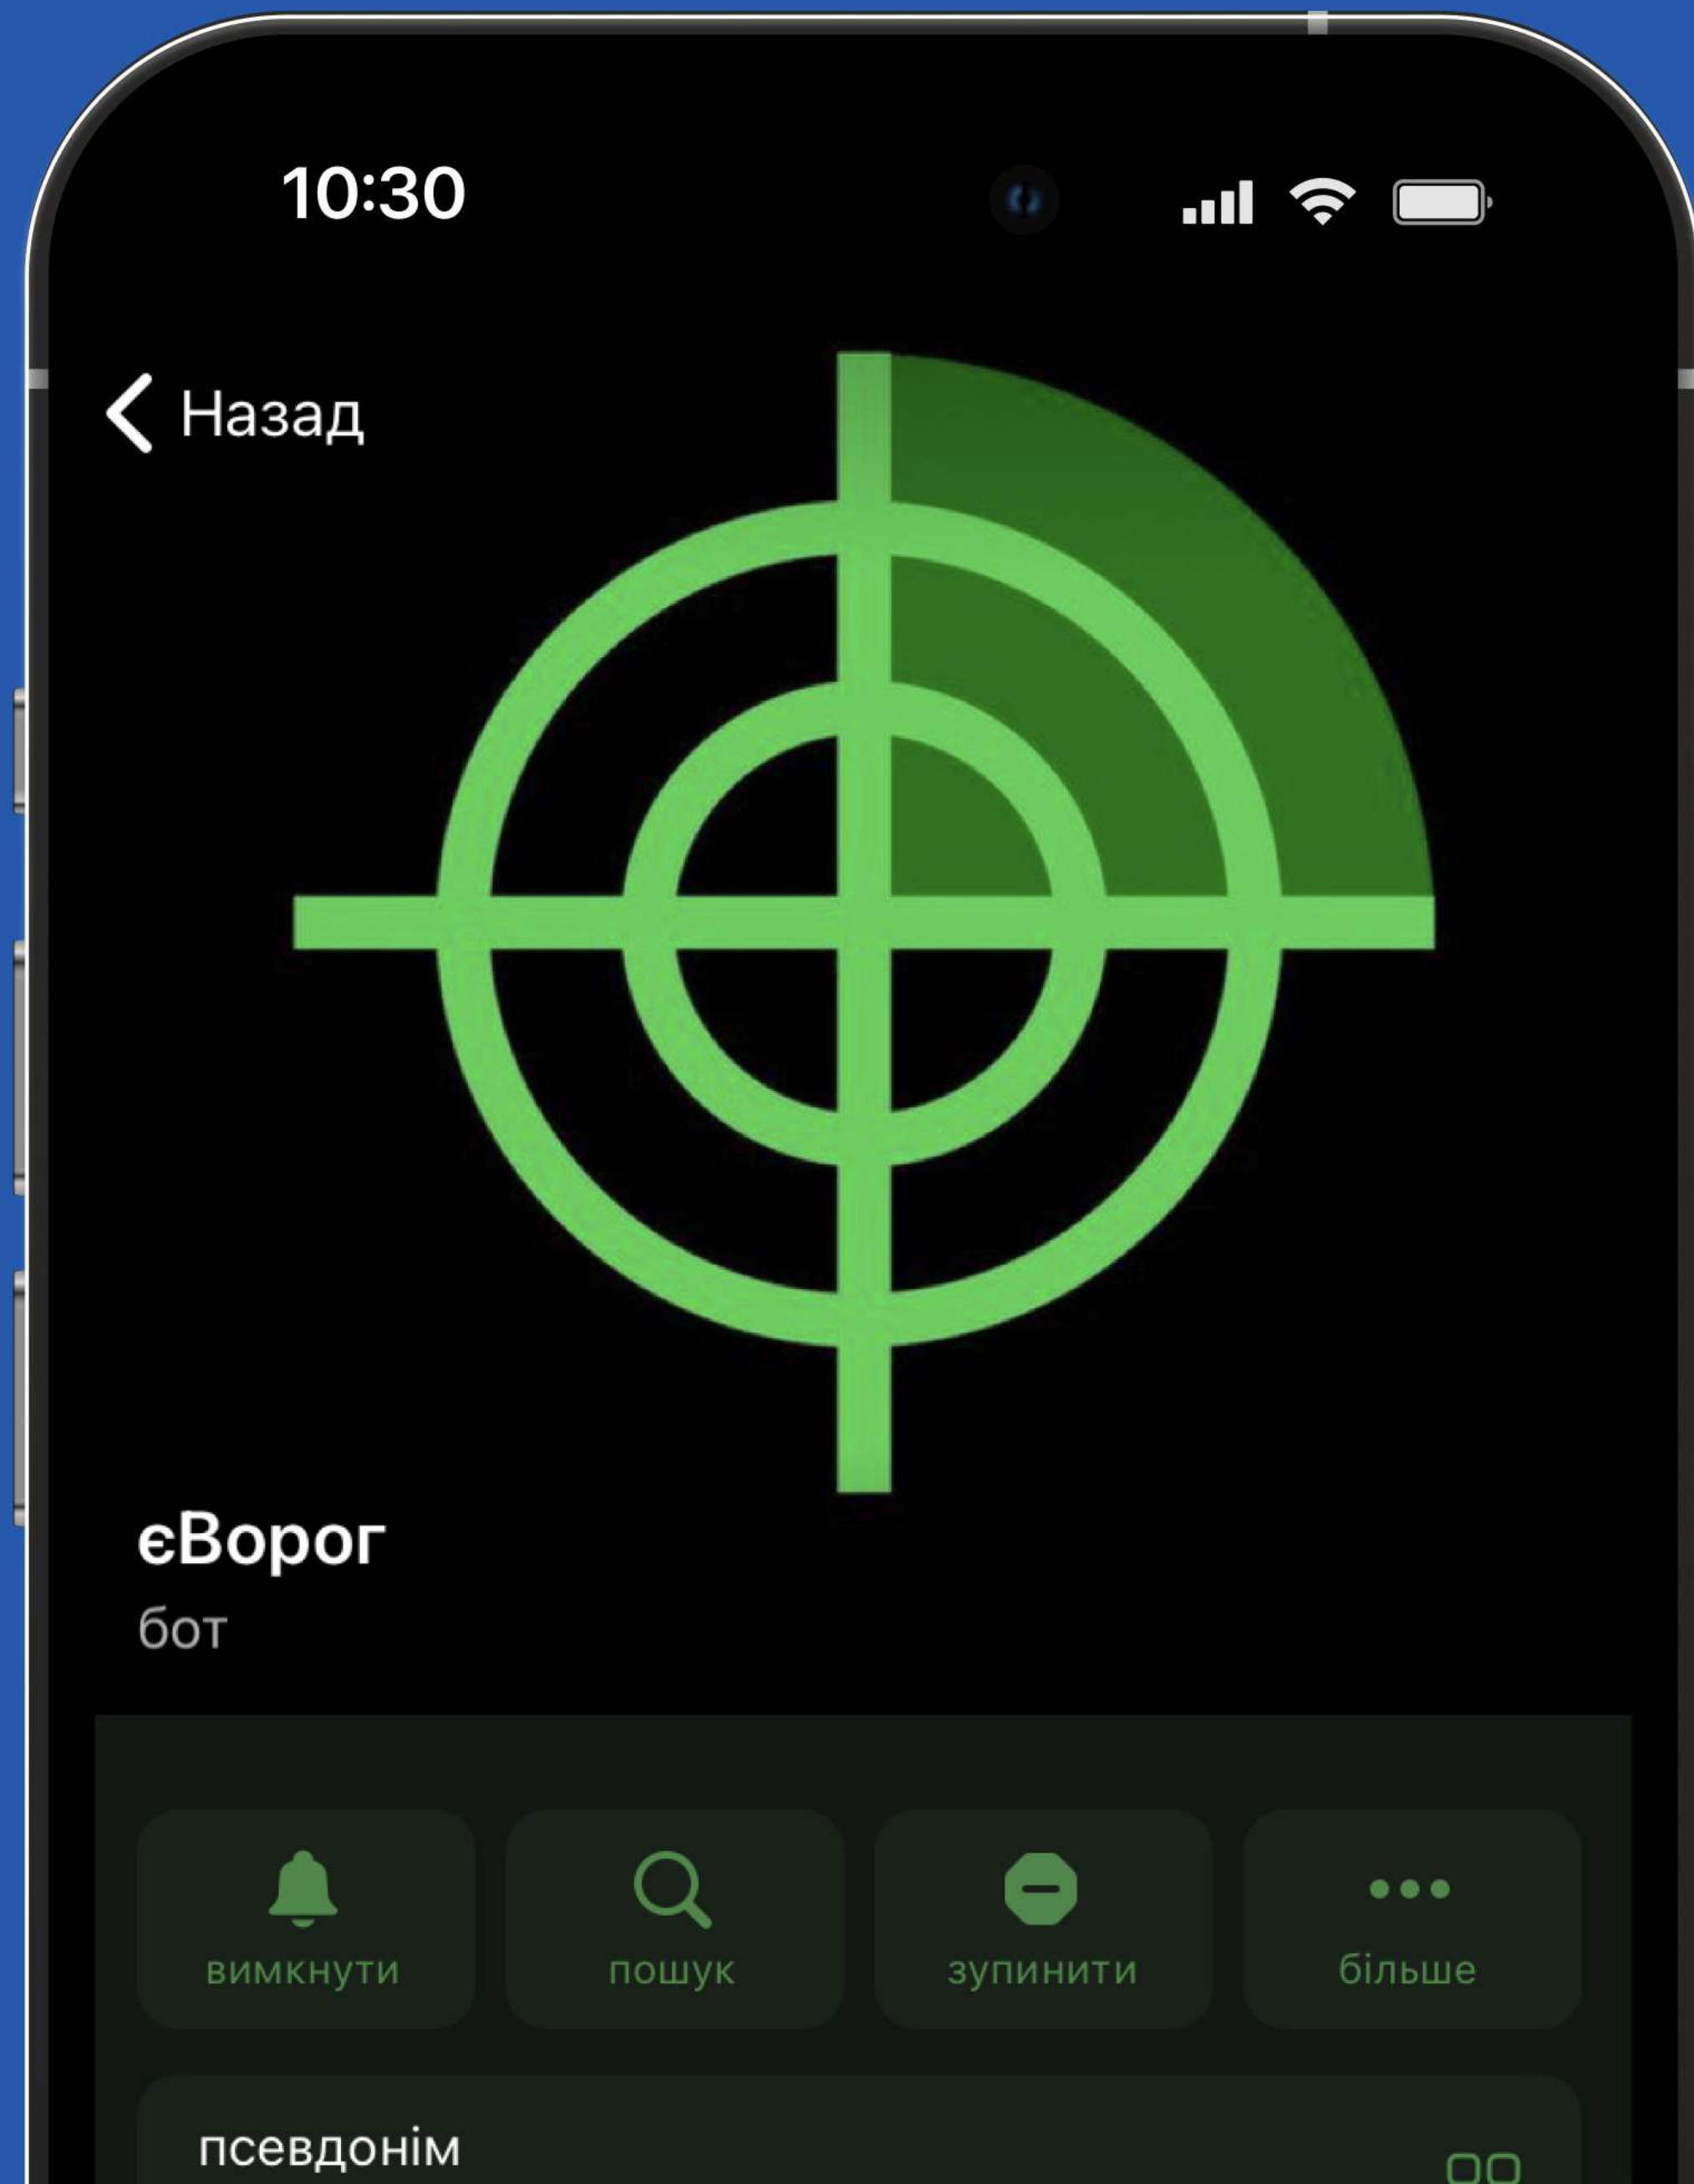 10:30
Назад
єВорог
бот
вимкнути
пошук
зупинити
більше
псевдонім